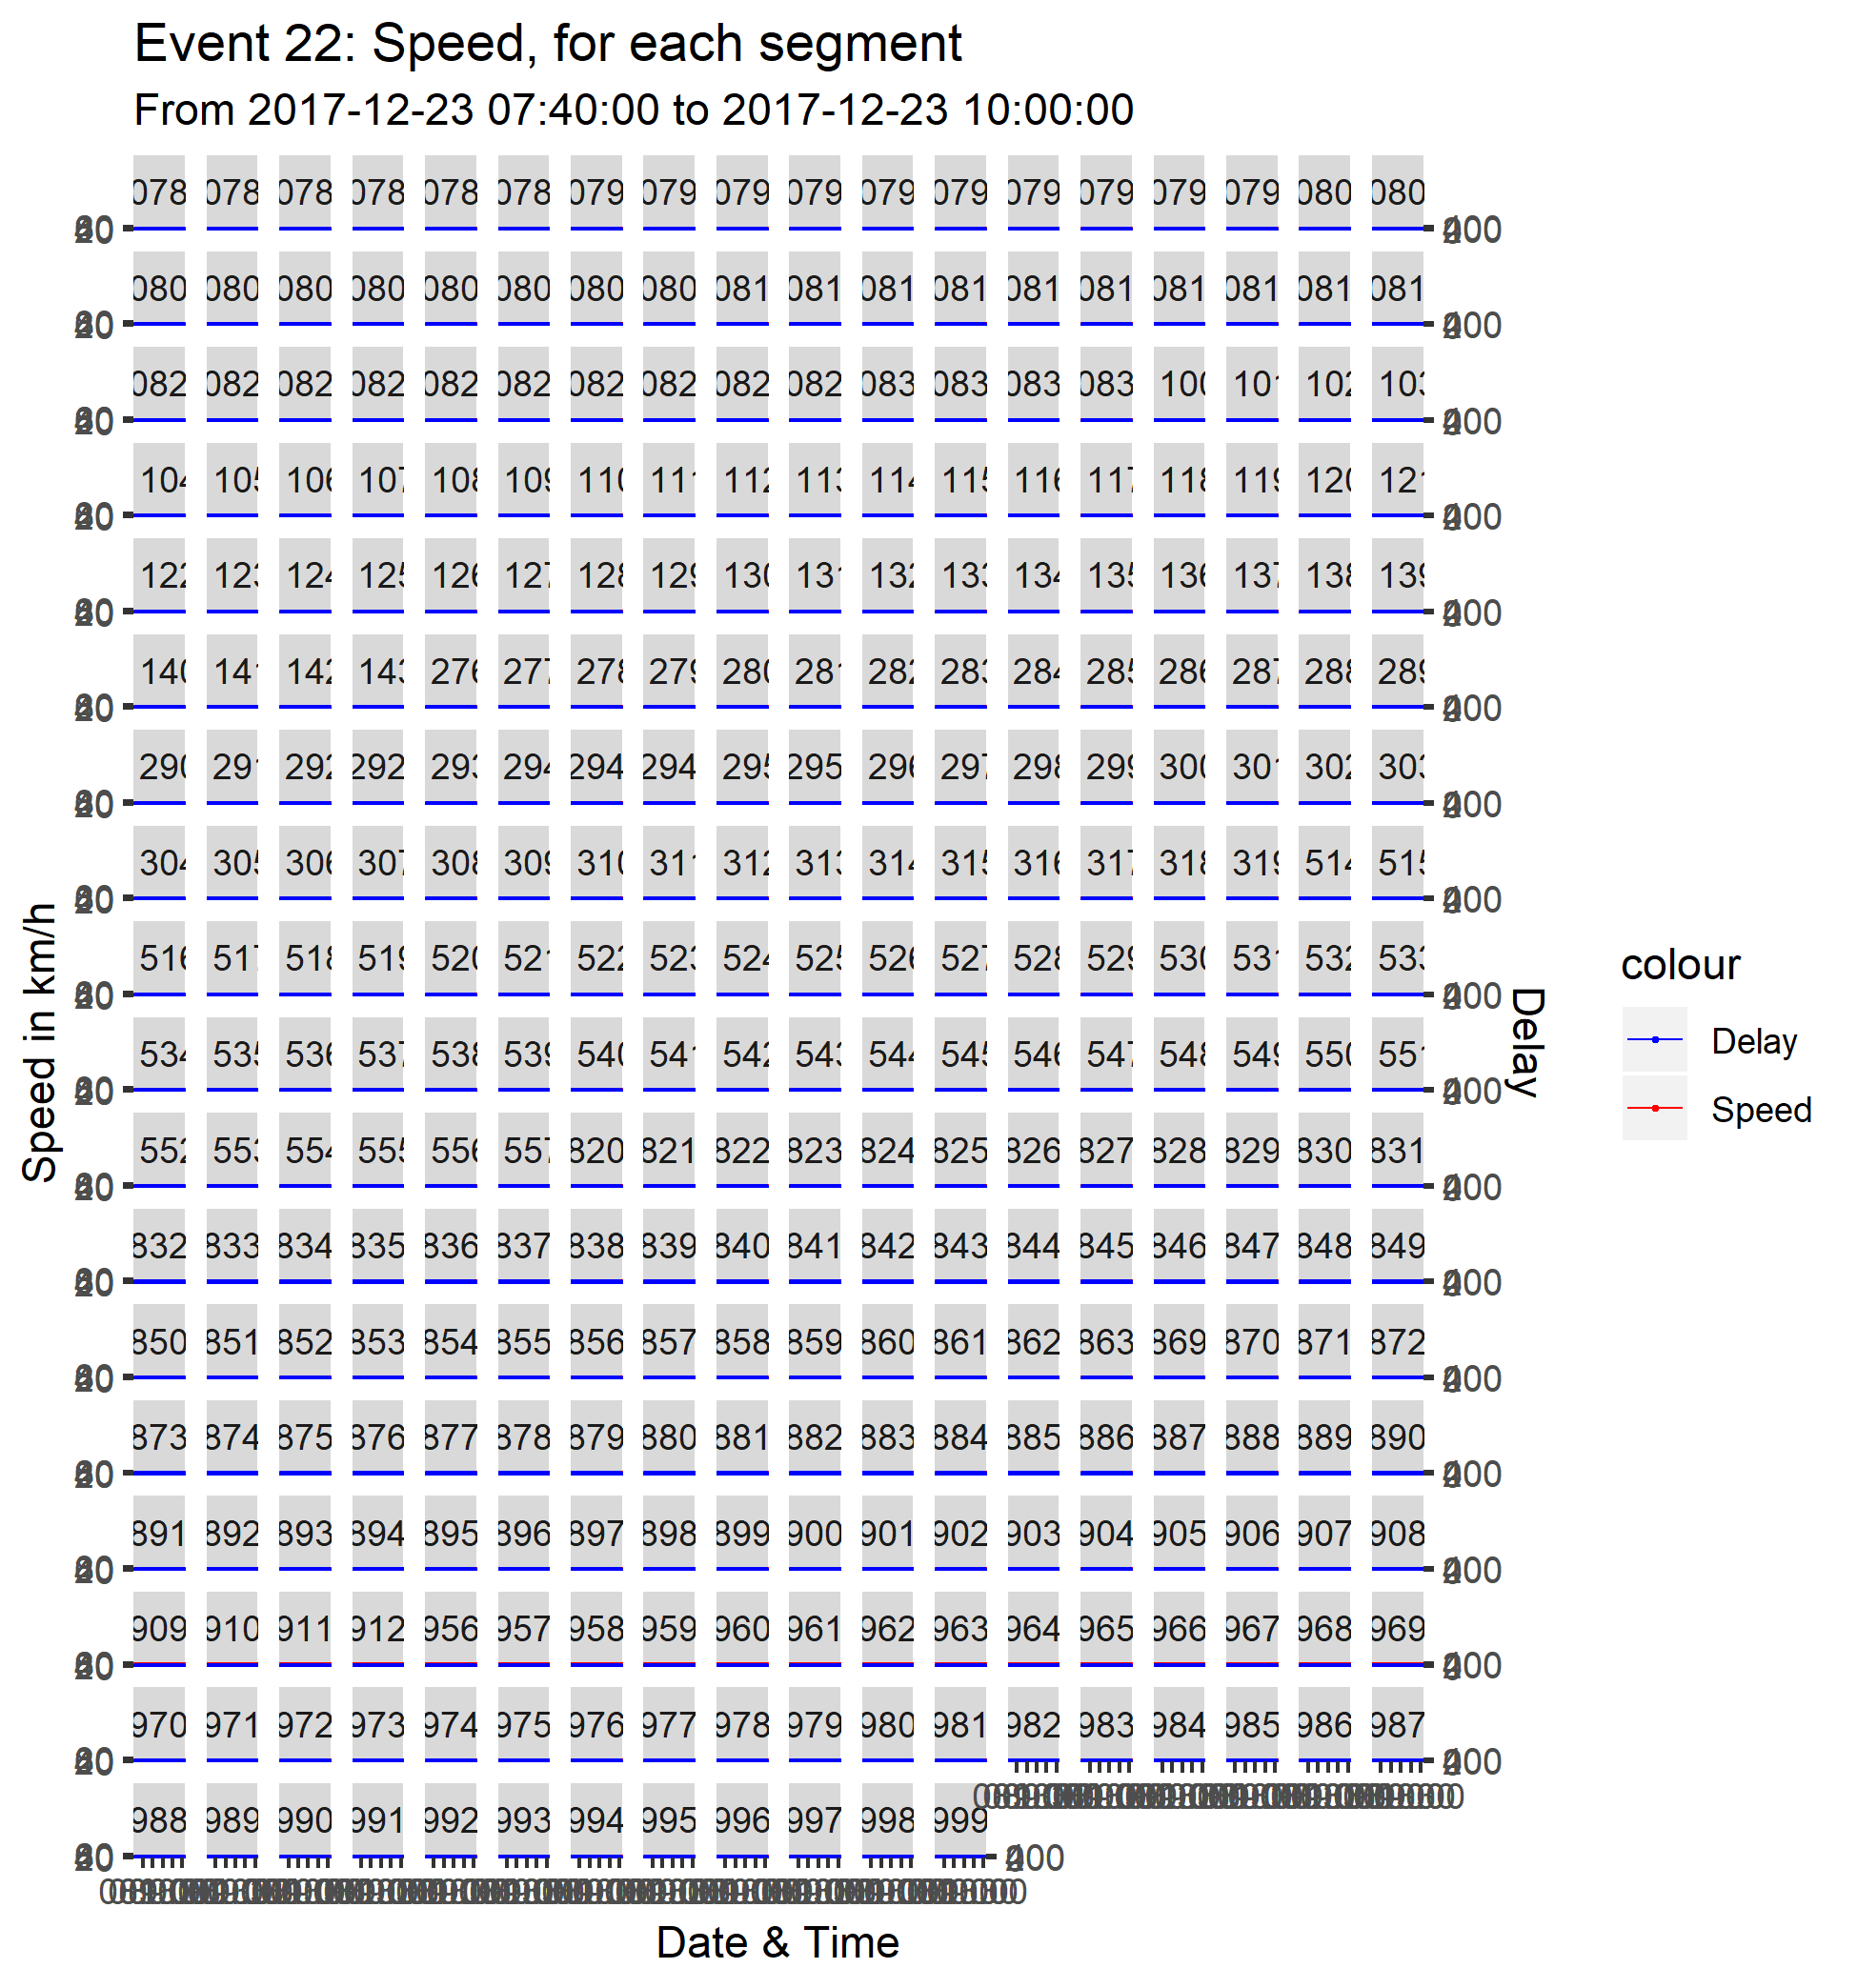 Event 22: Speed, for each segment
From 2017-12-23 07:40:00 to 2017-12-23 10:00:00
078 078 078 078 078 078 079 079 079 079 079 079 079 079 079 079 080 080
080 080 080 080 080 080 080 080 081 081 081 081 081 081 081 081 081 081
082 082 082 082 082 082 082 082 082 082 083 083 083 083 100 101 102 103
104 105 106 107 108 109 110 111 112 113 114 115 116 117 118 119 120 121
122 123 124 125 126 127 128 129 130 131 132 133 134 135 136 137 138 139
140 141 142 143 276 277 278 279 280 281 282 283 284 285 286 287 288 289
290 291 292 292 293 294 294 294 295 295 296 297 298 299 300 301 302 303
304 305 306 307 308 309 310 311 312 313 314 315 316 317 318 319 514 515
516 517 518 519 520 521 522 523 524 525 526 527 528 529 530 531 532 533
534 535 536 537 538 539 540 541 542 543 544 545 546 547 548 549 550 551
552 553 554 555 556 557 820 821 822 823 824 825 826 827 828 829 830 831
832 833 834 835 836 837 838 839 840 841 842 843 844 845 846 847 848 849
850 851 852 853 854 855 856 857 858 859 860 861 862 863 869 870 871 872
873 874 875 876 877 878 879 880 881 882 883 884 885 886 887 888 889 890
891 892 893 894 895 896 897 898 899 900 901 902 903 904 905 906 907 908
909 910 911 912 956 957 958 959 960 961 962 963 964 965 966 967 968 969
970 971 972 973 974 975 976 977 978 979 980 981 982 983 984 985 986 987
988 989 990 991 992 993 994 995 996 997 998 999
Date & Time
Speed in km/h
Delay
colour
Delay
Speed